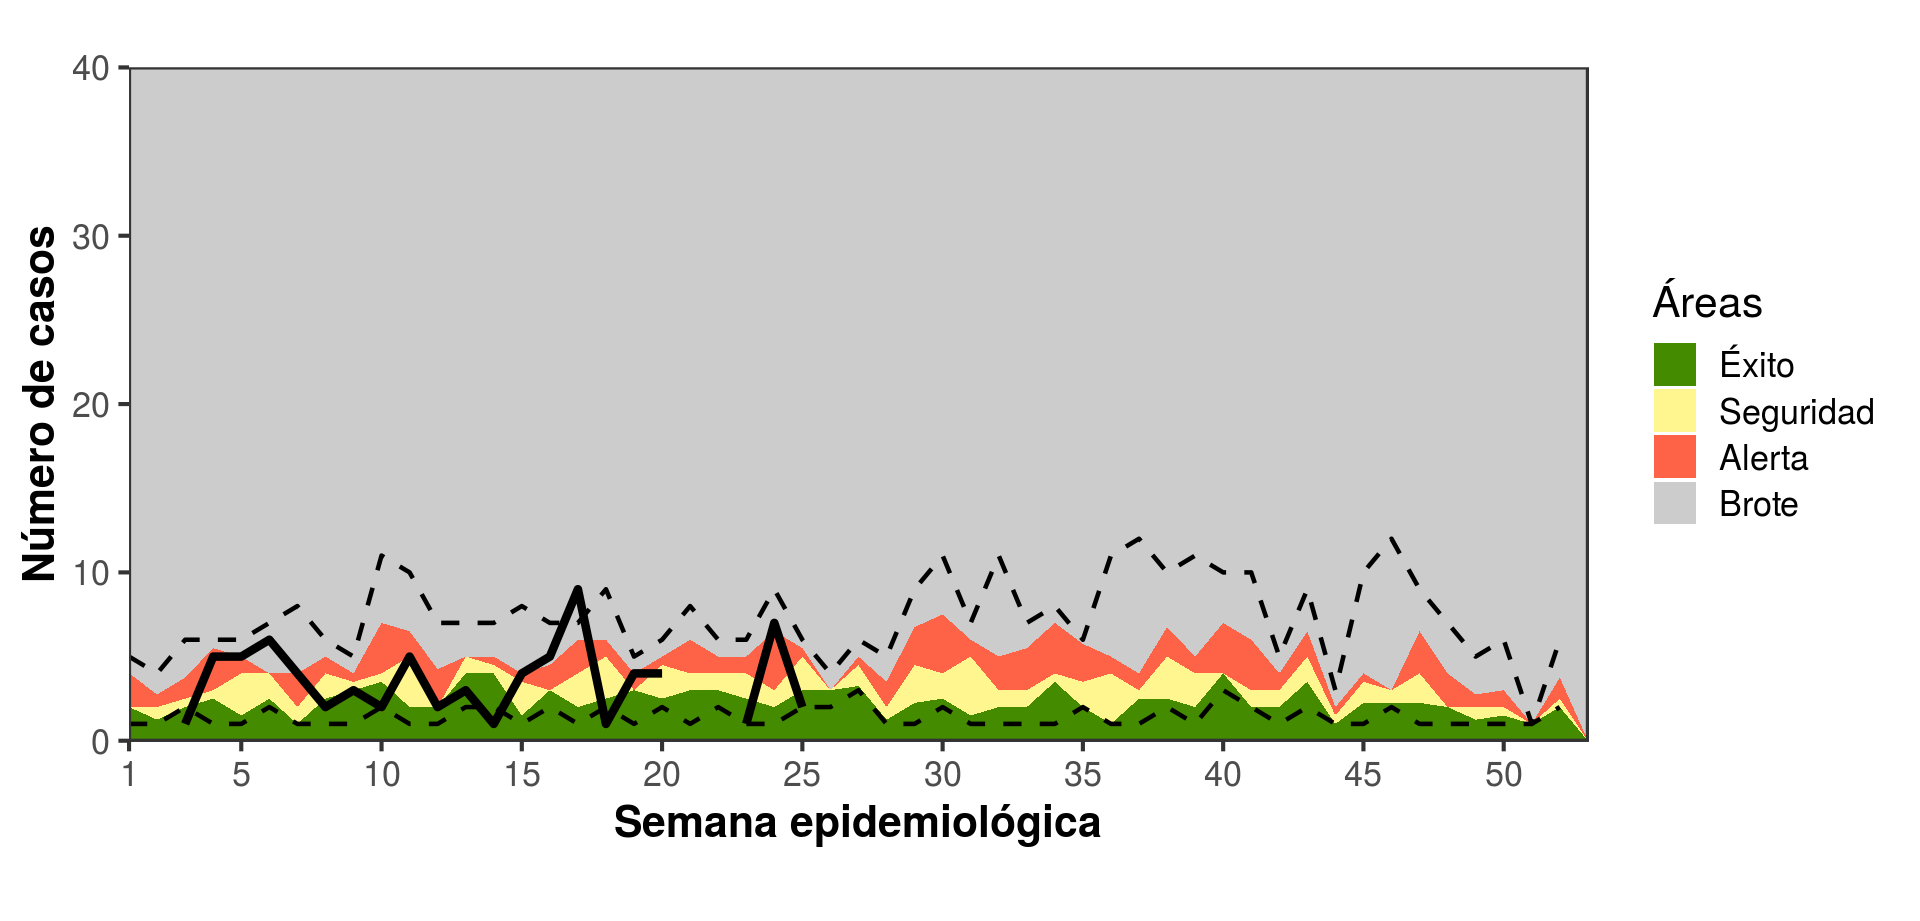 40
30
20
10
0
Número de casos
1 5 10 15 20 25 30 35 40 45 50
Semana epidemiológica
Áreas
Éxito
Seguridad
Alerta
Brote